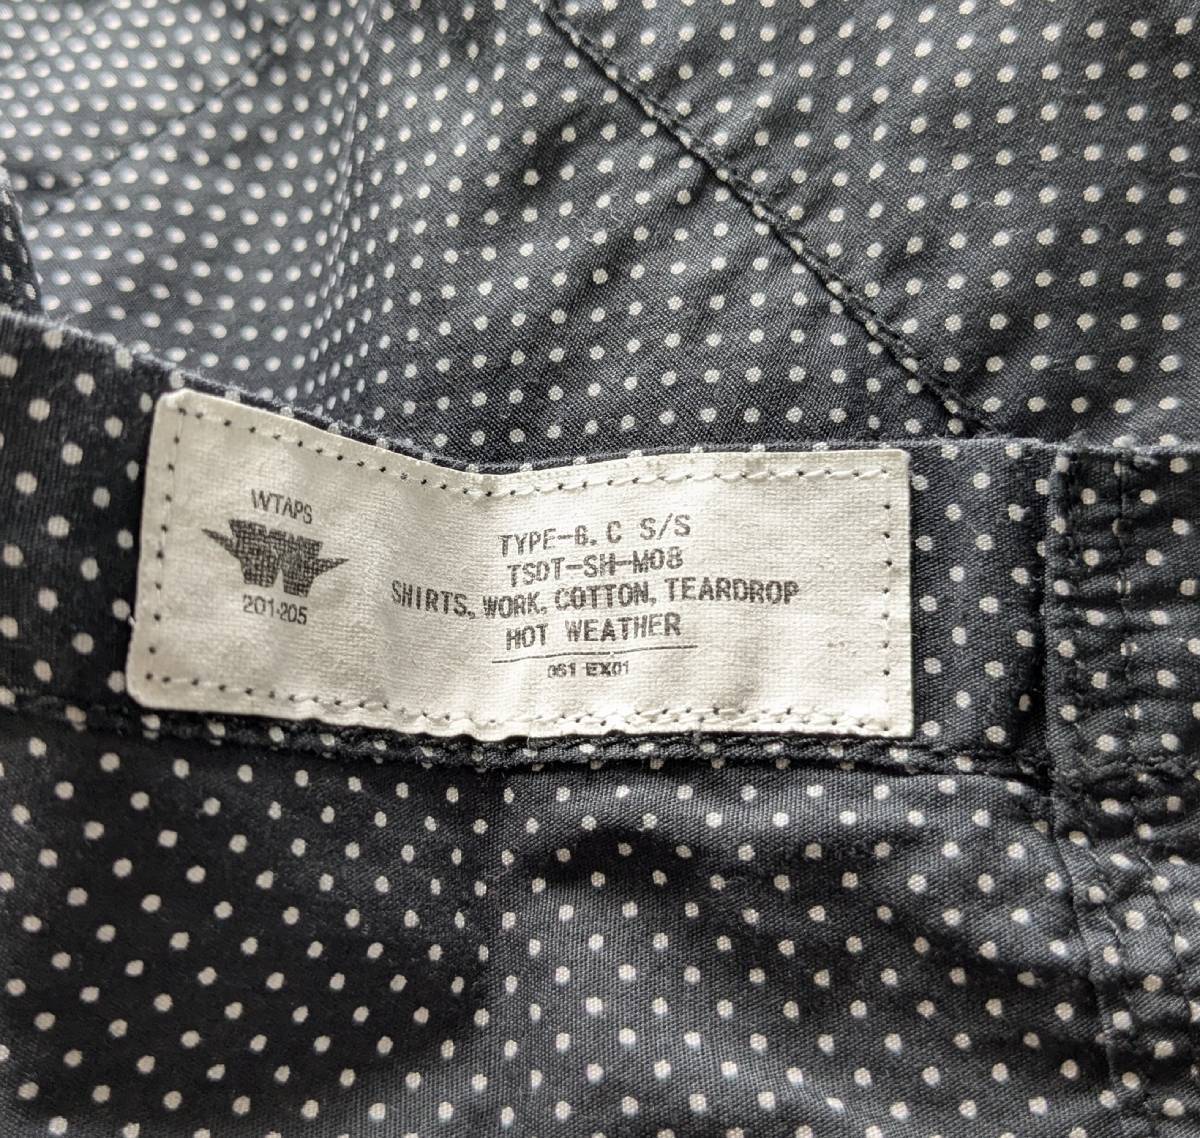 WTAPS
201-205
TYPE-B.C S/S
TSDT-SH-M08
SHIRTS, WORK, COTTON, TEARDROP
HOT WEATHER
061 EX01